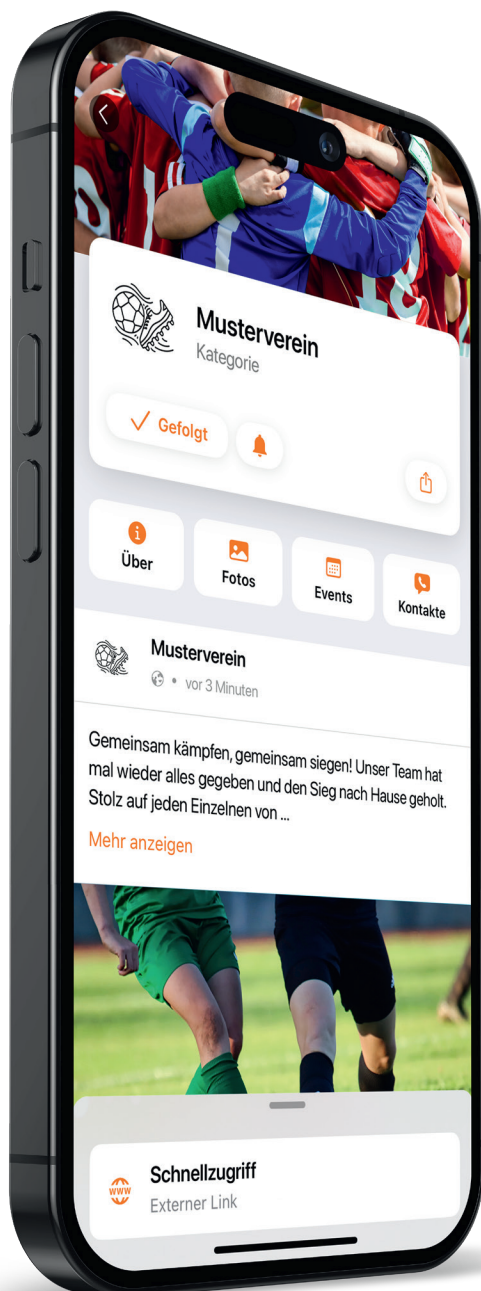 Musterverein
Kategorie
Gefolgt
Über
Fotos
Events
Kontakte
Musterverein
vor 3 Minuten
Gemeinsam kämpfen, gemeinsam siegen! Unser Team hat
mal wieder alles gegeben und den Sieg nach Hause geholt.
Stolz auf jeden Einzelnen von ...
Mehr anzeigen
www
Schnellzugriff
Externer Link